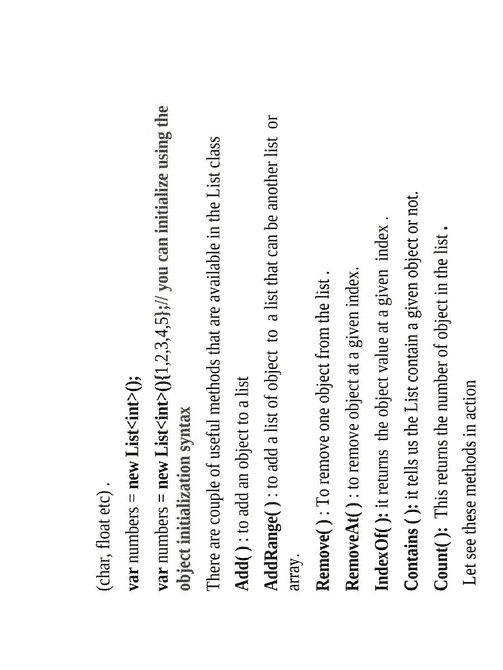 (char, float etc) .
var numbers = new List<int>();
var numbers = new List<int>(){1,2,3,4,5};// you can initialize using the
object initialization syntax
There are couple of useful methods that are available in the List class
Add( ) : to add an object to a list
AddRange( ) : to add a list of object to a list that can be another list or
array.
Remove( ) : To remove one object from the list .
RemoveAt( ) : to remove object at a given index.
IndexOf( ): it returns the object value at a given index .
Contains ( ): it tells us the List contain a given object or not.
Count( ): This returns the number of object in the list .
Let see these methods in action